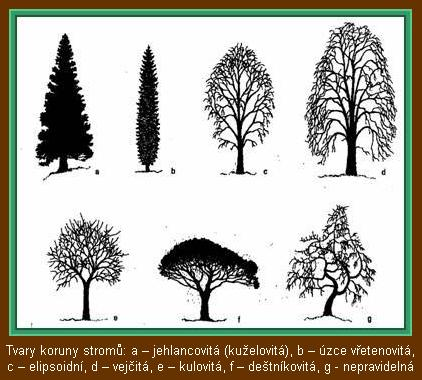 a
b
c
d
e
f
g
Tvary koruny stromů: a – jehlancovitá (kuželovitá), b – úzce vřetenovitá,
c – elipsoidní, d – vejčitá, e – kulovitá, f – deštníkovitá, g - nepravidelná